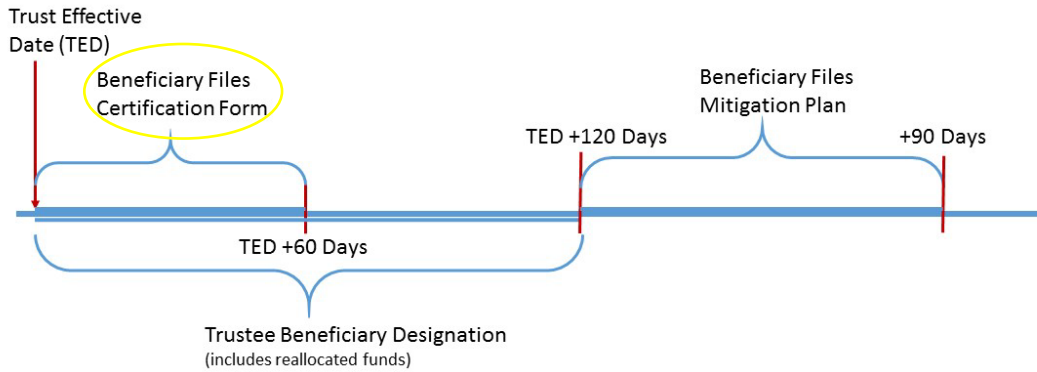 Trust Effective
Date (TED)
Beneficiary Files
Certification Form
Beneficiary Files
Mitigation Plan
TED +120 Days
+90 Days
TED +60 Days
Trustee Beneficiary Designation
(includes reallocated funds)